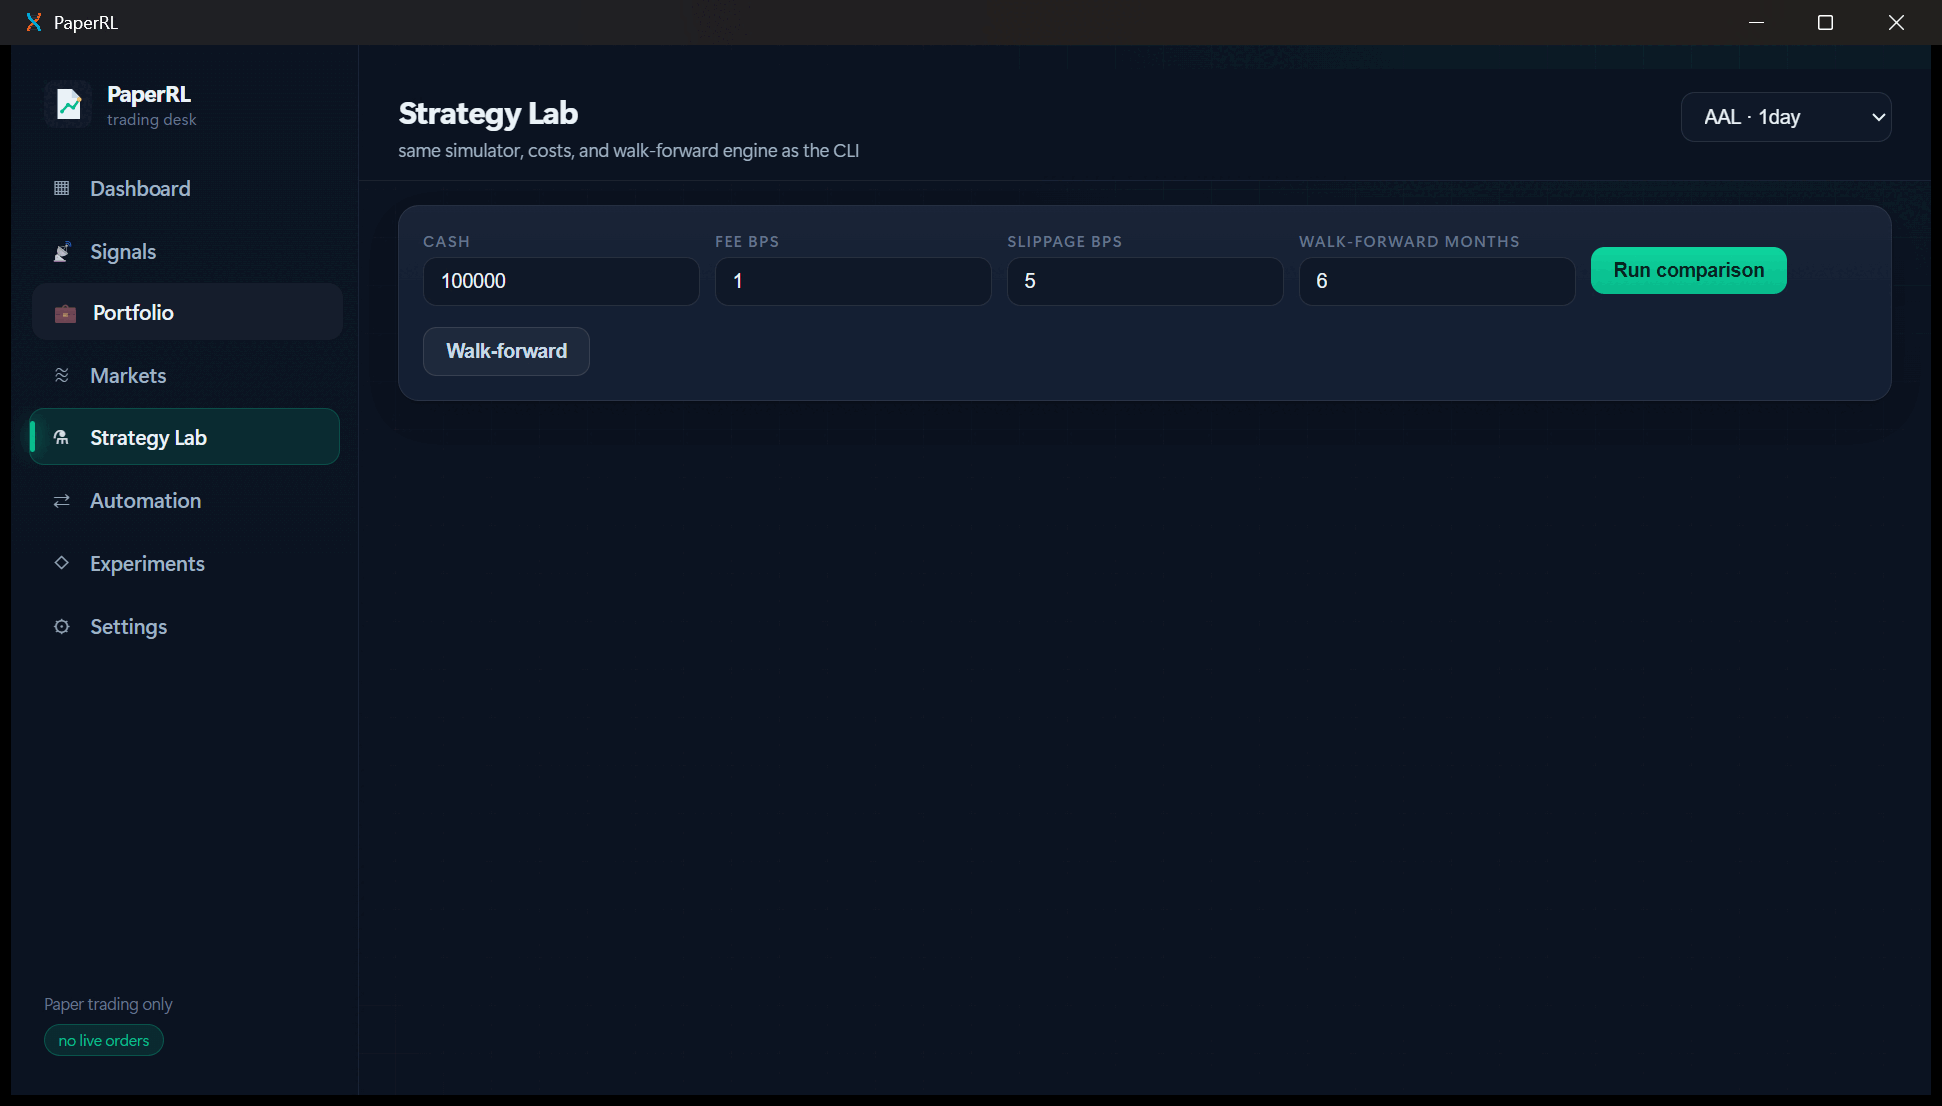 PaperRL
PaperRL
trading desk
Dashboard
Signals
Portfolio
Markets
Strategy Lab
Automation
Experiments
Settings
Paper trading only
no live orders
Strategy Lab
same simulator, costs, and walk-forward engine as the CLI
AAL · 1day
CASH
100000
FEE BPS
1
SLIPPAGE BPS
5
WALK-FORWARD MONTHS
6
Run comparison
Walk-forward